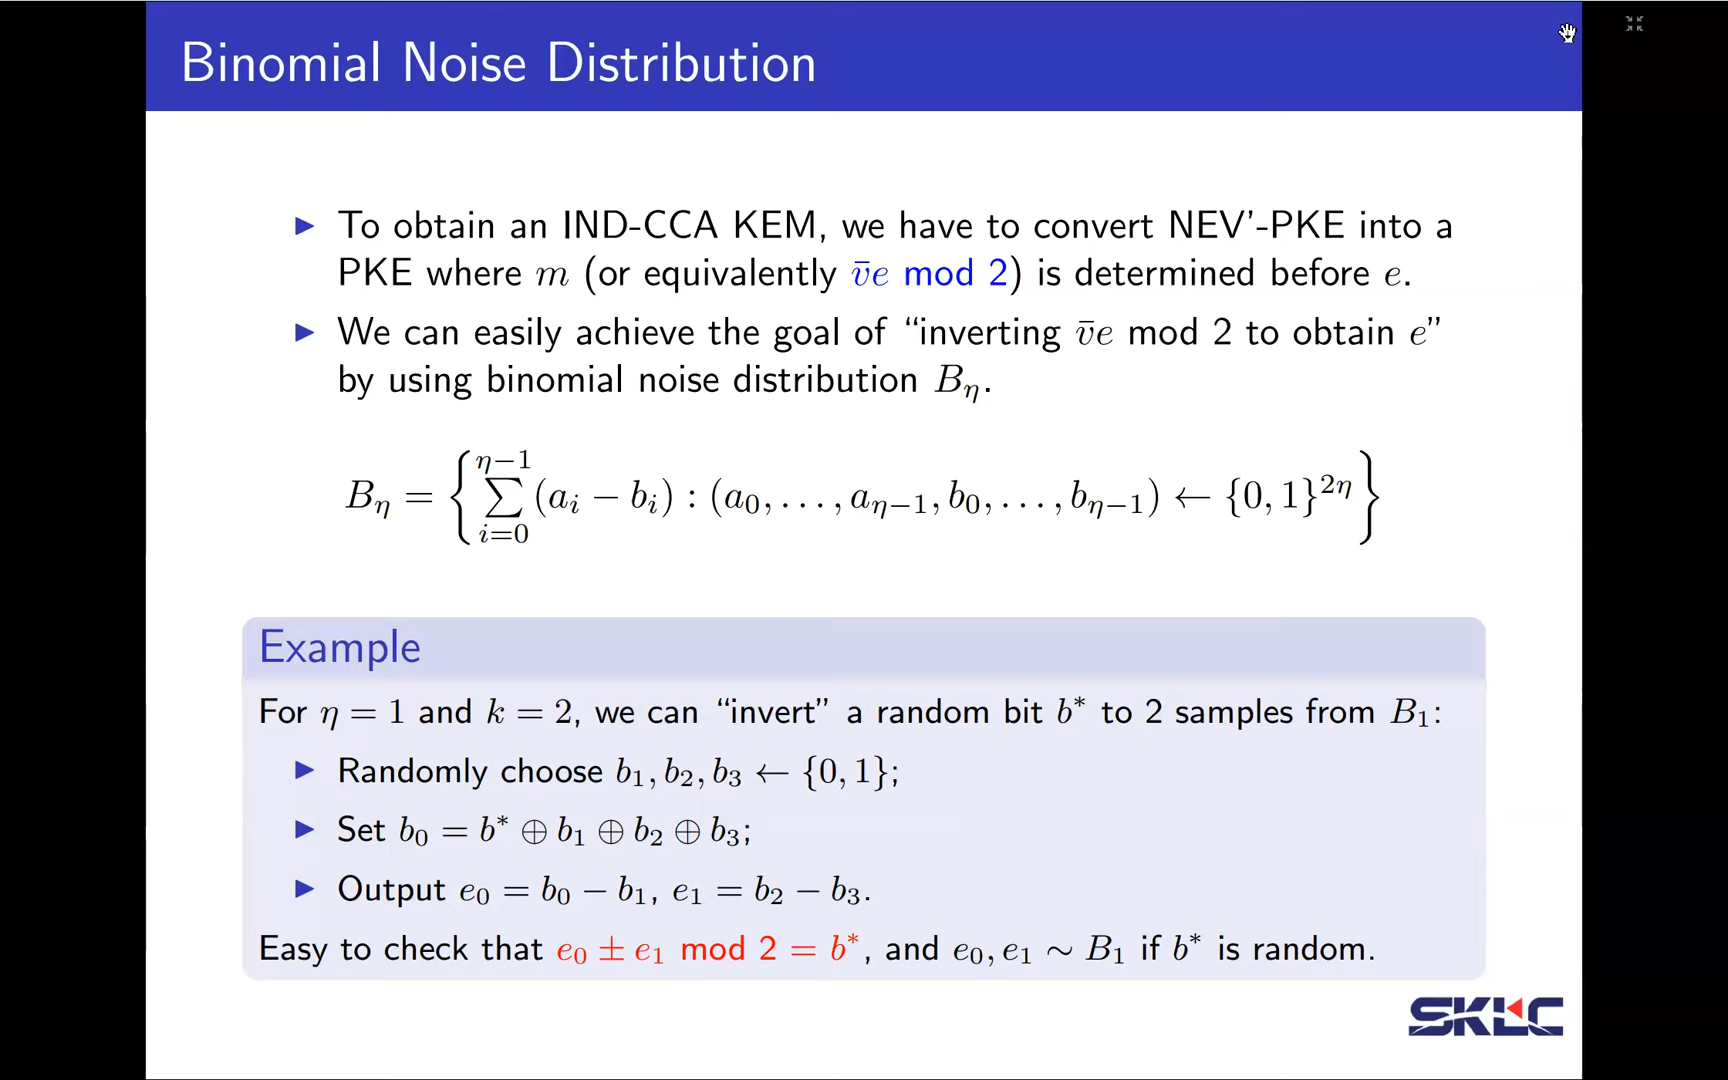 Binomial Noise Distribution
▶ To obtain an IND-CCA KEM, we have to convert NEV'-PKE into a
PKE where m (or equivalently v̄e mod 2) is determined before e.
▶ We can easily achieve the goal of “inverting v̄e mod 2 to obtain e”
by using binomial noise distribution B_η.
B_η = { ∑_{i=0}^{η−1} (a_i − b_i) : (a_0, . . . , a_{η−1}, b_0, . . . , b_{η−1}) ← {0, 1}^{2η} }
Example
For η = 1 and k = 2, we can “invert” a random bit b* to 2 samples from B_1:
▶ Randomly choose b_1, b_2, b_3 ← {0, 1};
▶ Set b_0 = b* ⊕ b_1 ⊕ b_2 ⊕ b_3;
▶ Output e_0 = b_0 − b_1, e_1 = b_2 − b_3.
Easy to check that e_0 ± e_1 mod 2 = b*, and e_0, e_1 ∼ B_1 if b* is random.
SKLC